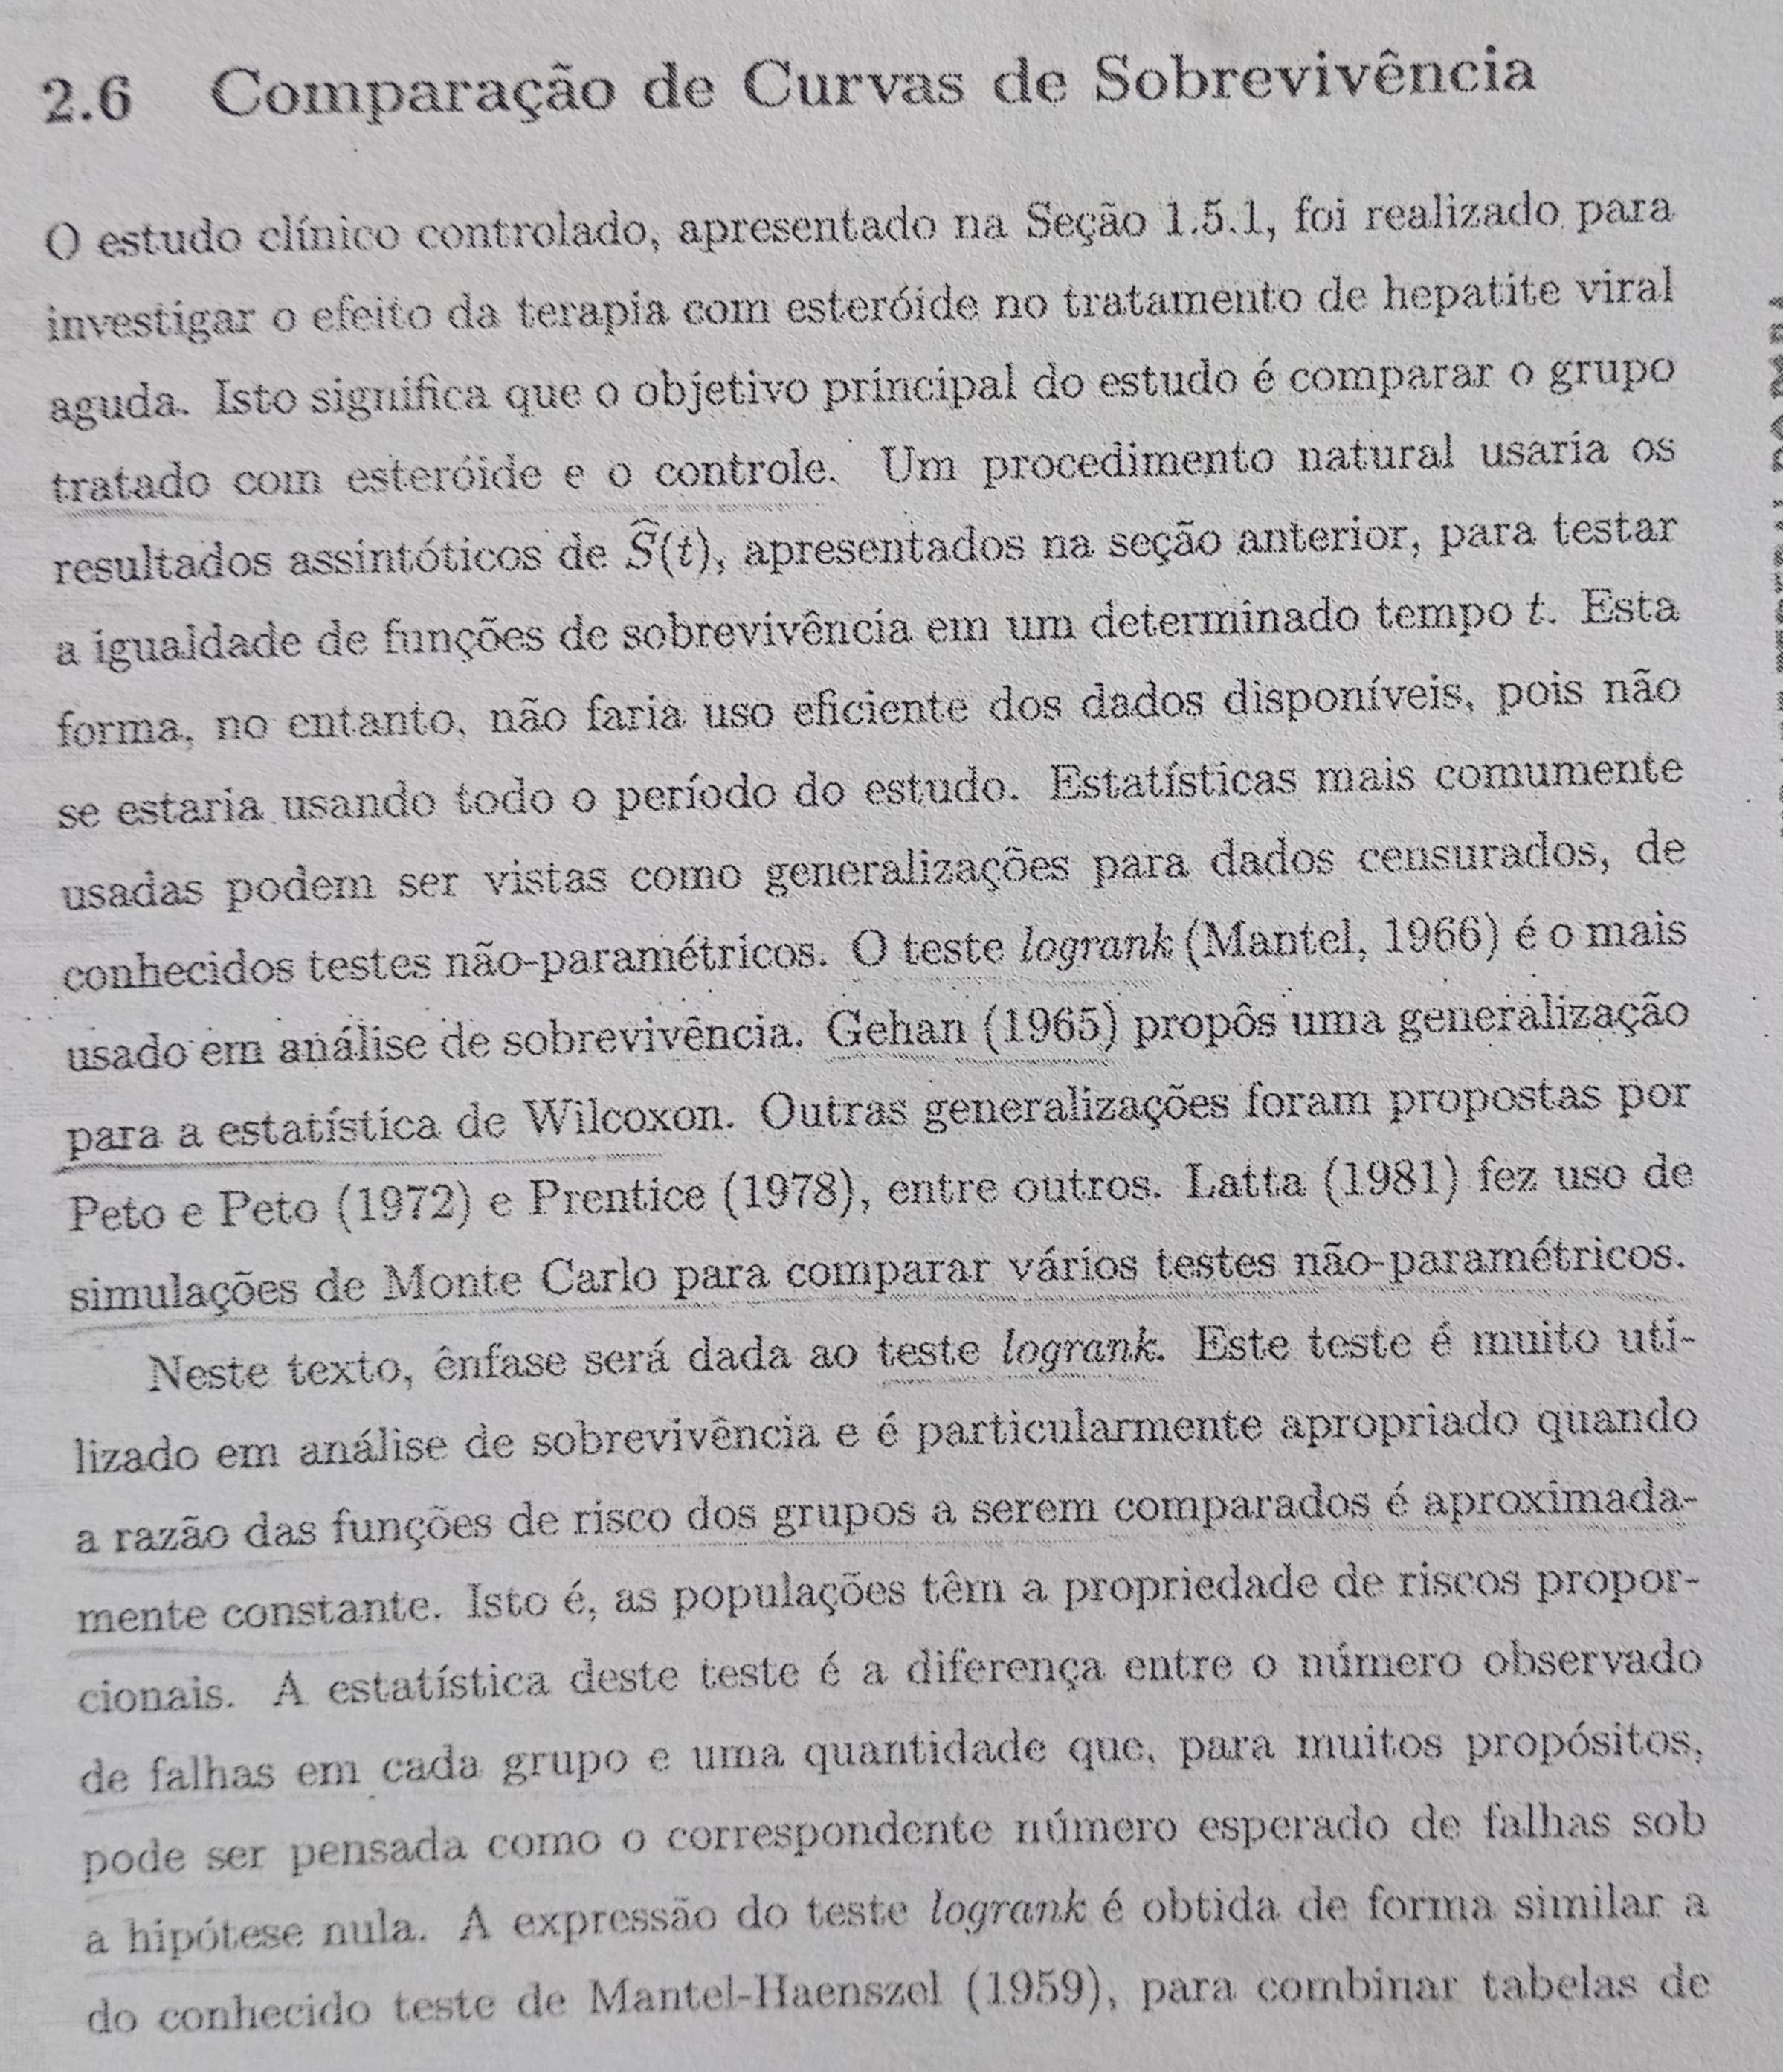 2.6 Comparação de Curvas de Sobrevivência
O estudo clínico controlado, apresentado na Seção 1.5.1, foi realizado para
investigar o efeito da terapia com esteróide no tratamento de hepatite viral
aguda. Isto significa que o objetivo principal do estudo é comparar o grupo
tratado com esteróide e o controle. Um procedimento natural usaria os
resultados assintóticos de Ŝ(t), apresentados na seção anterior, para testar
a igualdade de funções de sobrevivência em um determinado tempo t. Esta
forma, no entanto, não faria uso eficiente dos dados disponíveis, pois não
se estaria usando todo o período do estudo. Estatísticas mais comumente
usadas podem ser vistas como generalizações para dados censurados, de
conhecidos testes não-paramétricos. O teste logrank (Mantel, 1966) é o mais
usado em análise de sobrevivência. Gehan (1965) propôs uma generalização
para a estatística de Wilcoxon. Outras generalizações foram propostas por
Peto e Peto (1972) e Prentice (1978), entre outros. Latta (1981) fez uso de
simulações de Monte Carlo para comparar vários testes não-paramétricos.
Neste texto, ênfase será dada ao teste logrank. Este teste é muito uti-
lizado em análise de sobrevivência e é particularmente apropriado quando
a razão das funções de risco dos grupos a serem comparados é aproximada-
mente constante. Isto é, as populações têm a propriedade de riscos propor-
cionais. A estatística deste teste é a diferença entre o número observado
de falhas em cada grupo e uma quantidade que, para muitos propósitos,
pode ser pensada como o correspondente número esperado de falhas sob
a hipótese nula. A expressão do teste logrank é obtida de forma similar a
do conhecido teste de Mantel-Haenszel (1959), para combinar tabelas de